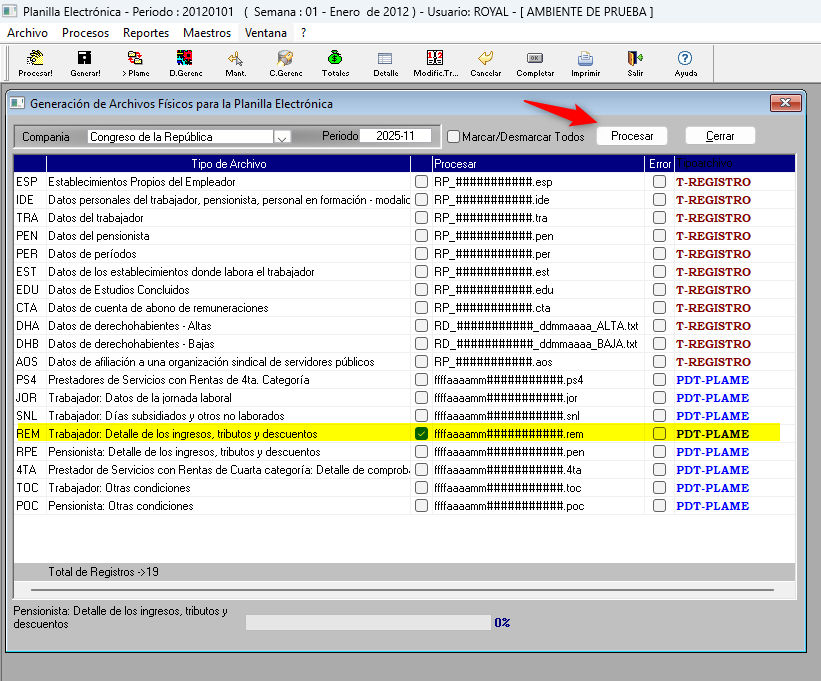 Planilla Electrónica - Periodo : 20120101   ( Semana : 01 - Enero  de 2012 ) - Usuario: ROYAL - [ AMBIENTE DE PRUEBA ]
Archivo Procesos Reportes Maestros Ventana ?
Procesar! Generar! > Plame D.Gerenc Mant. C.Gerenc Totales Detalle Modific.Tr... Cancelar Completar Imprimir Salir Ayuda
Generación de Archivos Físicos para la Planilla Electrónica
Compania Congreso de la República Periodo 2025-11 Marcar/Desmarcar Todos Procesar Cerrar
Tipo de Archivo Procesar Error
ESP Establecimientos Propios del Empleador RP_###########.esp T-REGISTRO
IDE Datos personales del trabajador, pensionista, personal en formación - modalid RP_###########.ide T-REGISTRO
TRA Datos del trabajador RP_###########.tra T-REGISTRO
PEN Datos del pensionista RP_###########.pen T-REGISTRO
PER Datos de períodos RP_###########.per T-REGISTRO
EST Datos de los establecimientos donde labora el trabajador RP_###########.est T-REGISTRO
EDU Datos de Estudios Concluidos RP_###########.edu T-REGISTRO
CTA Datos de cuenta de abono de remuneraciones RP_###########.cta T-REGISTRO
DHA Datos de derechohabientes - Altas RD_###########_ddmmaaaa_ALTA.txt T-REGISTRO
DHB Datos de derechohabientes - Bajas RD_###########_ddmmaaaa_BAJA.txt T-REGISTRO
AOS Datos de afiliación a una organización sindical de servidores públicos RP_###########.aos T-REGISTRO
PS4 Prestadores de Servicios con Rentas de 4ta. Categoría ffffaaaamm###########.ps4 PDT-PLAME
JOR Trabajador: Datos de la jornada laboral ffffaaaamm###########.jor PDT-PLAME
SNL Trabajador: Días subsidiados y otros no laborados ffffaaaamm###########.snl PDT-PLAME
REM Trabajador: Detalle de los ingresos, tributos y descuentos ffffaaaamm###########.rem PDT-PLAME
RPE Pensionista: Detalle de los ingresos, tributos y descuentos ffffaaaamm###########.pen PDT-PLAME
4TA Prestador de Servicios con Rentas de Cuarta categoría: Detalle de comproba ffffaaaamm###########.4ta PDT-PLAME
TOC Trabajador: Otras condiciones ffffaaaamm###########.toc PDT-PLAME
POC Pensionista: Otras condiciones ffffaaaamm###########.poc PDT-PLAME
Total de Registros ->19
Pensionista: Detalle de los ingresos, tributos y
descuentos 0%